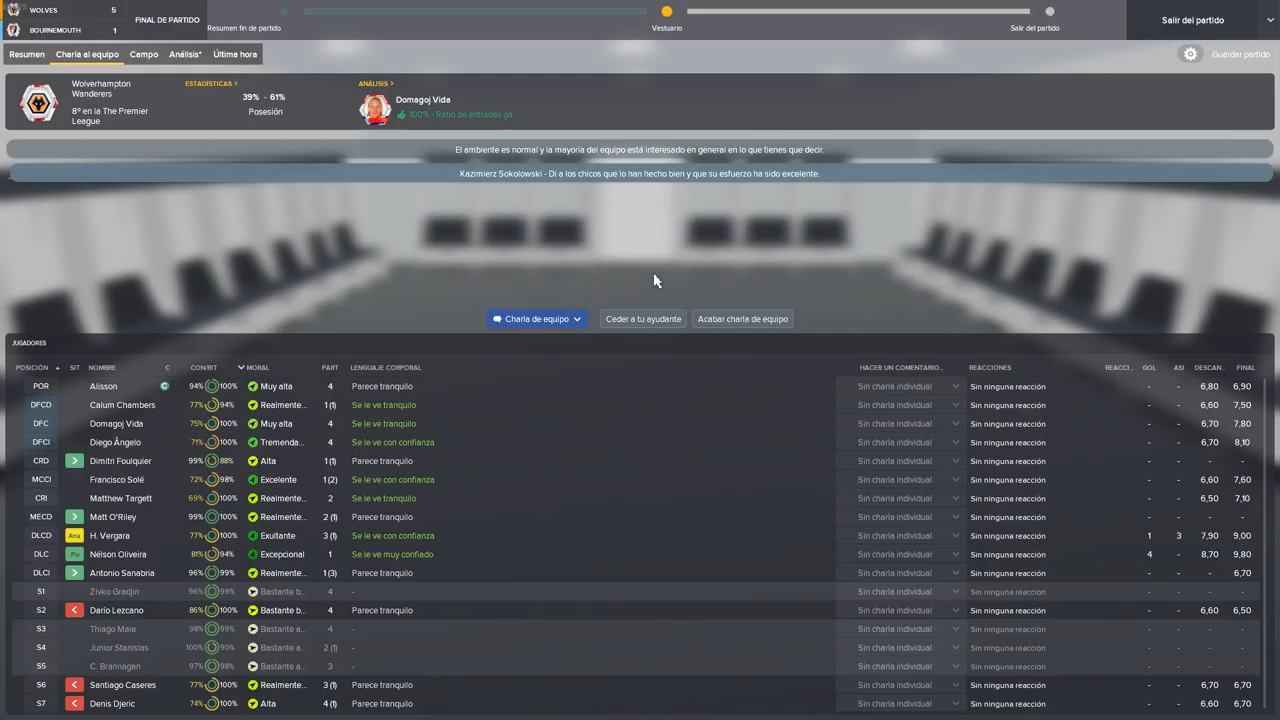 WOLVES 5
BOURNEMOUTH 1
FINAL DE PARTIDO
Resumen fin de partido
Vestuario
Salir del partido
Salir del partido
Resumen Charla al equipo Campo Análisis* Última hora
Guardar partido
Wolverhampton Wanderers
8º en la The Premier League
ESTADÍSTICAS >
39% - 61%
Posesión
ANÁLISIS >
Domagoj Vida
100% - Ratio de entradas ga...
El ambiente es normal y la mayoría del equipo está interesado en general en lo que tienes que decir.
Kazimierz Sokolowski - Di a los chicos que lo han hecho bien y que su esfuerzo ha sido excelente.
Charla de equipo Ceder a tu ayudante Acabar charla de equipo
JUGADORES
POSICIÓN SIT NOMBRE C CON/RIT MORAL PART LENGUAJE CORPORAL HACER UN COMENTARIO... REACCIONES REACCI... GOL ASI DESCAN... FINAL
POR Alisson C 94% 100% Muy alta 4 Parece tranquilo Sin charla individual Sin ninguna reacción - - 6,80 6,90
DFCD Calum Chambers 77% 94% Realmente... 1 (1) Se le ve tranquilo Sin charla individual Sin ninguna reacción - - 6,60 7,50
DFC Domagoj Vida 75% 100% Muy alta 4 Se le ve tranquilo Sin charla individual Sin ninguna reacción - - 6,70 7,80
DFCI Diego Ângelo 71% 100% Tremenda... 4 Se le ve con confianza Sin charla individual Sin ninguna reacción - - 6,70 8,10
CRD Dimitri Foulquier 99% 88% Alta 1 (1) Parece tranquilo Sin charla individual Sin ninguna reacción - - - -
MCCI Francisco Solé 72% 98% Excelente 1 (2) Se le ve con confianza Sin charla individual Sin ninguna reacción - - 6,60 7,60
CRI Matthew Targett 69% 100% Realmente... 2 Se le ve tranquilo Sin charla individual Sin ninguna reacción - - 6,50 7,10
MECD Matt O'Riley 99% 100% Realmente... 2 (1) Parece tranquilo Sin charla individual Sin ninguna reacción - - - -
DLCD Ama H. Vergara 77% 100% Exultante 3 (1) Se le ve con confianza Sin charla individual Sin ninguna reacción 1 3 7,90 9,00
DLC JPar Nélson Oliveira 81% 94% Excepcional 1 Se le ve muy confiado Sin charla individual Sin ninguna reacción 4 - 8,70 9,80
DLCI Antonio Sanabria 96% 99% Realmente... 1 (3) Parece tranquilo Sin charla individual Sin ninguna reacción - - - 6,70
S1 Zivko Gradjin 96% 99% Bastante b... 4 - Sin charla individual Sin ninguna reacción - - - -
S2 Darío Lezcano 86% 100% Bastante b... 4 Parece tranquilo Sin charla individual Sin ninguna reacción - - 6,60 6,50
S3 Thiago Maia 98% 99% Bastante a... 4 - Sin charla individual Sin ninguna reacción - - - -
S4 Junior Stanislas 100% 90% Bastante a... 2 (1) - Sin charla individual Sin ninguna reacción - - - -
S5 C. Brannagan 97% 98% Bastante a... 3 - Sin charla individual Sin ninguna reacción - - - -
S6 Santiago Caseres 77% 100% Realmente... 3 (1) Parece tranquilo Sin charla individual Sin ninguna reacción - - 6,70 6,70
S7 Denis Djeric 74% 100% Alta 4 (1) Parece tranquilo Sin charla individual Sin ninguna reacción - - 6,60 6,70